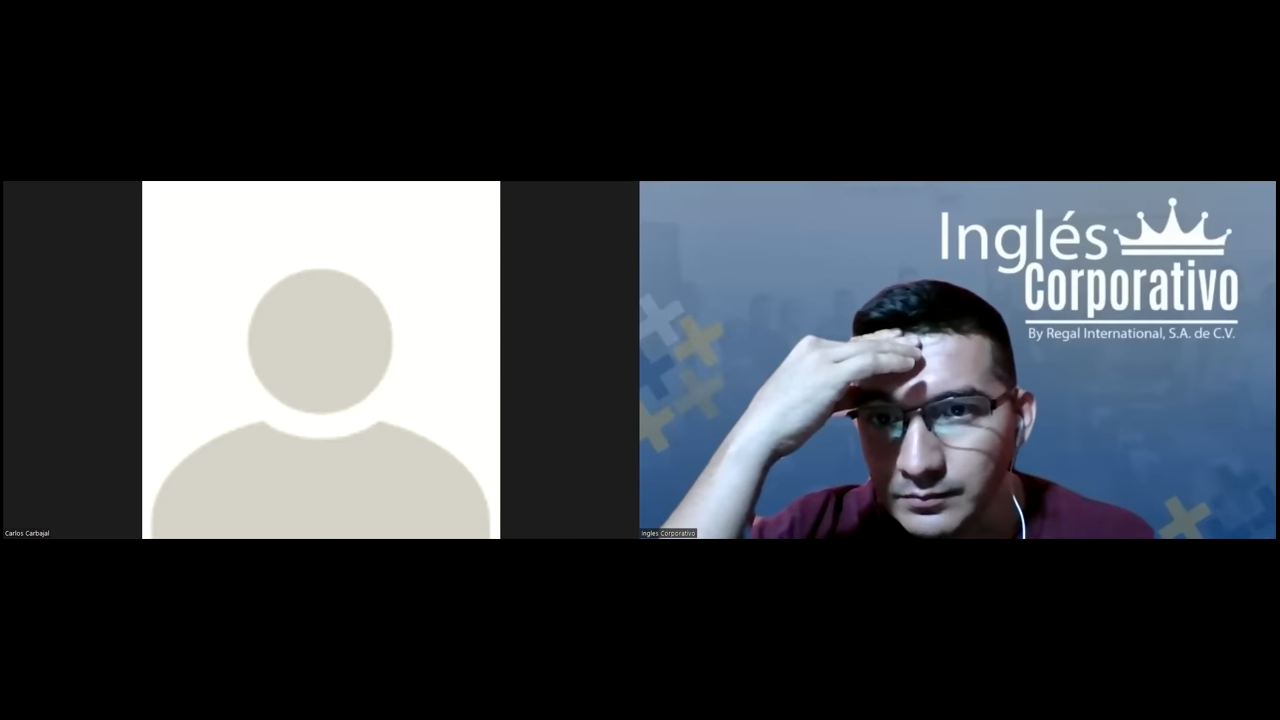 Inglés
Corporativo
By Regal International, S.A. de C.V.
Carlos Carbajal
Ingles Corporativo